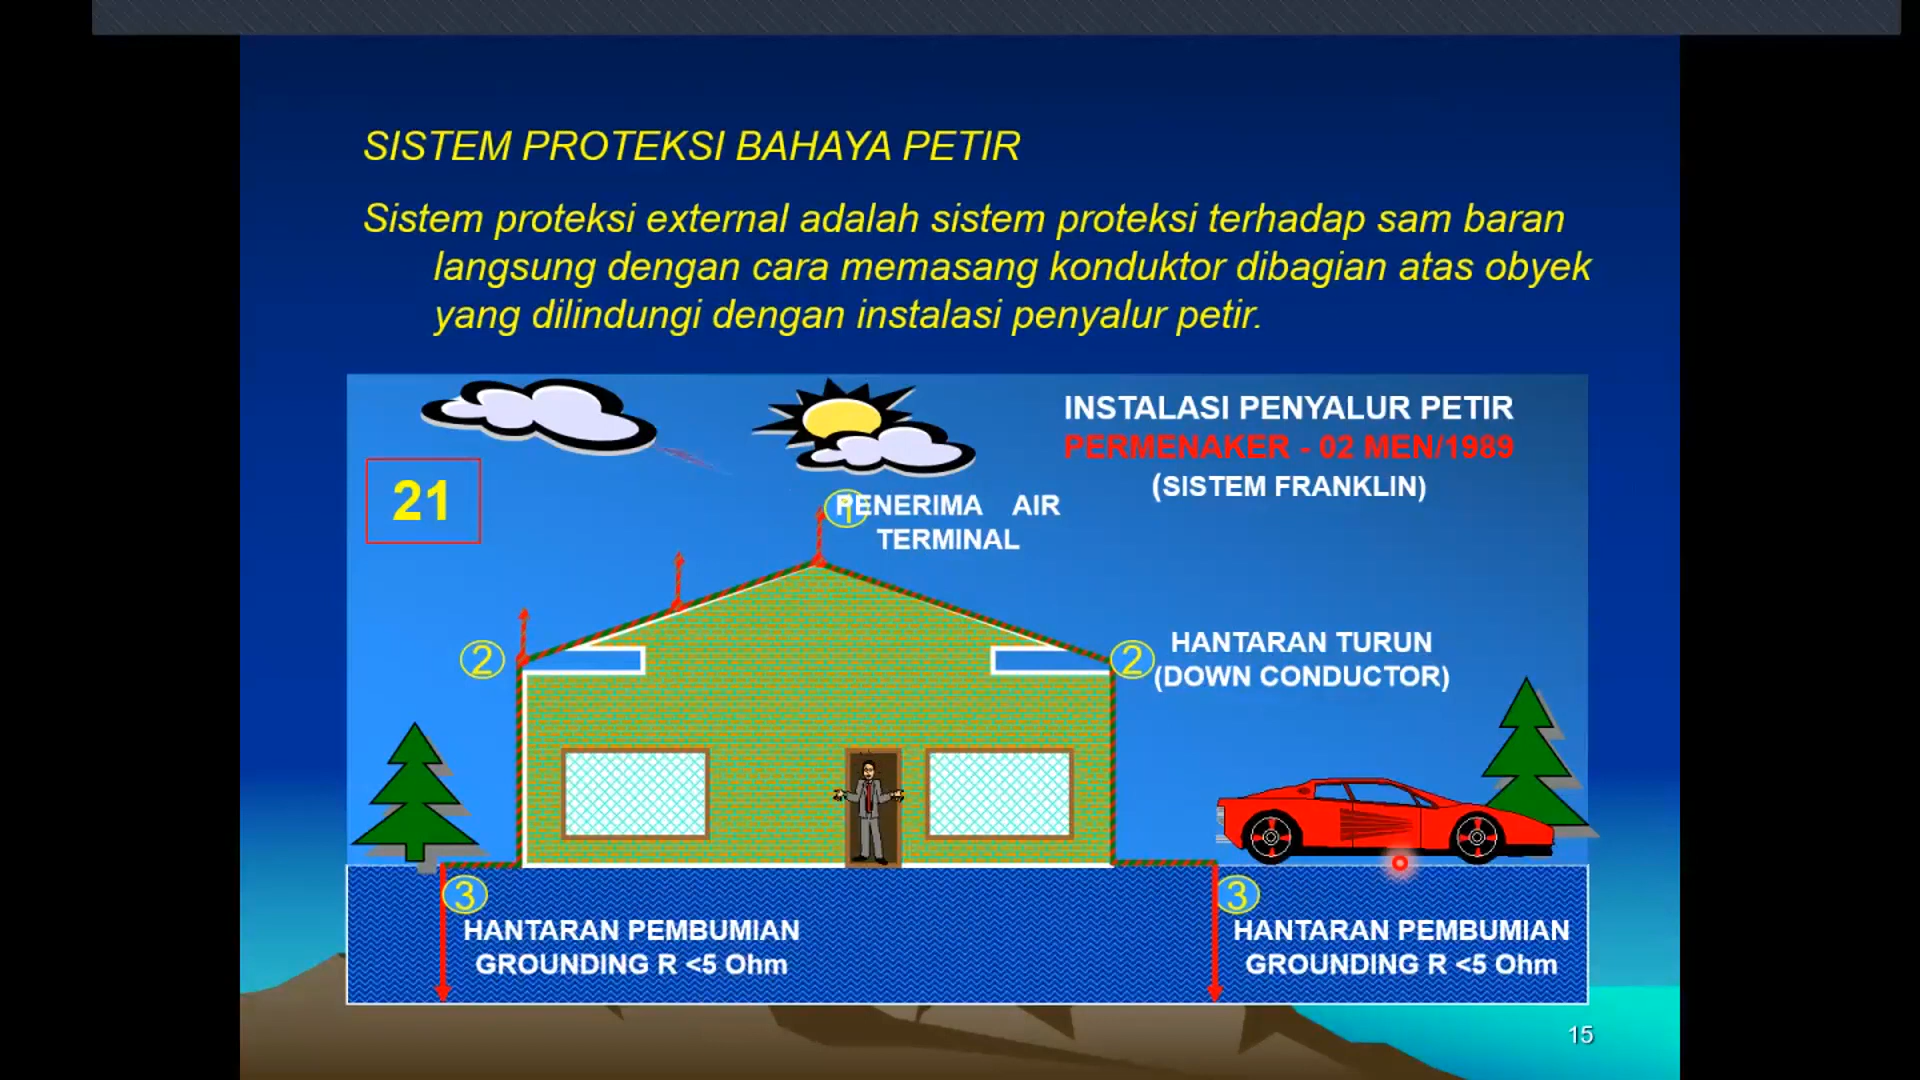 SISTEM PROTEKSI BAHAYA PETIR
Sistem proteksi external adalah sistem proteksi terhadap sam baran
langsung dengan cara memasang konduktor dibagian atas obyek
yang dilindungi dengan instalasi penyalur petir.
INSTALASI PENYALUR PETIR
PERMENAKER - 02 MEN/1989
(SISTEM FRANKLIN)
21
1
PENERIMA AIR
TERMINAL
2
2
HANTARAN TURUN
(DOWN CONDUCTOR)
3
HANTARAN PEMBUMIAN
GROUNDING R <5 Ohm
3
HANTARAN PEMBUMIAN
GROUNDING R <5 Ohm
15